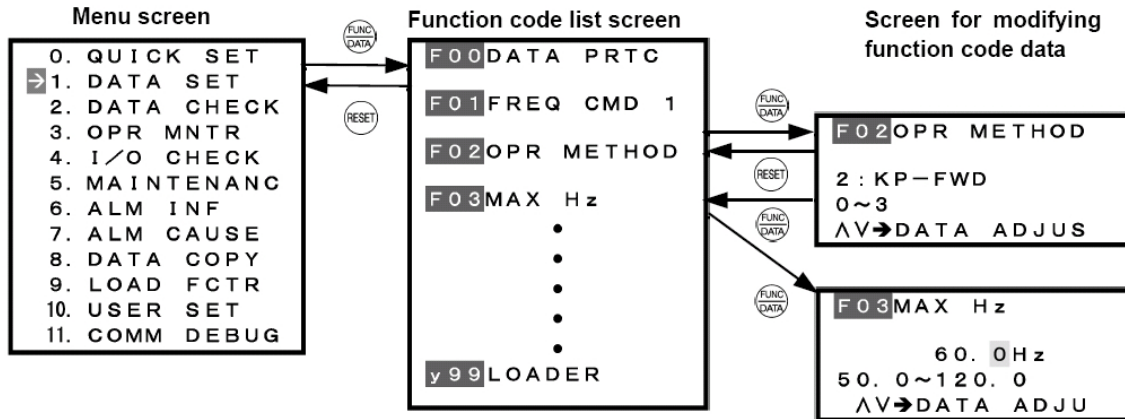 Menu screen
0. QUICK SET
→1. DATA SET
2. DATA CHECK
3. OPR MNTR
4. I/O CHECK
5. MAINTENANC
6. ALM INF
7. ALM CAUSE
8. DATA COPY
9. LOAD FCTR
10. USER SET
11. COMM DEBUG
FUNC
DATA
RESET
Function code list screen
F00DATA PRTC
F01FREQ CMD 1
F02OPR METHOD
F03MAX Hz
y99LOADER
FUNC
DATA
RESET
FUNC
DATA
FUNC
DATA
Screen for modifying
function code data
F02OPR METHOD
2:KP-FWD
0~3
∧∨→DATA ADJUS
F03MAX Hz
60.0Hz
50.0~120.0
∧∨→DATA ADJU